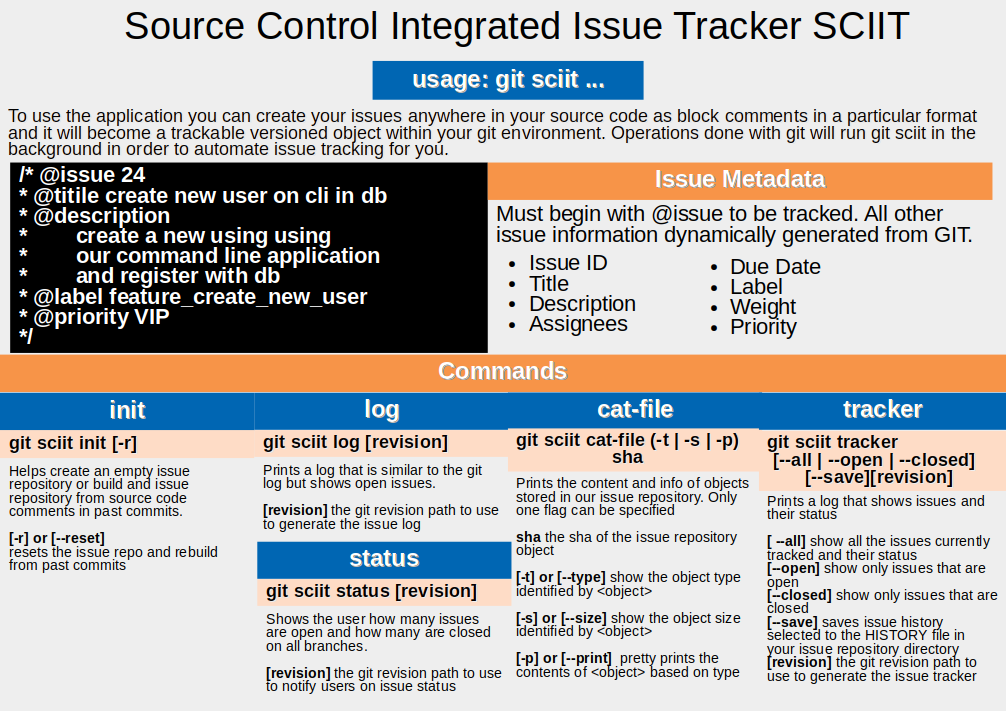 Source Control Integrated Issue Tracker SCIIT
usage: git sciit ...
To use the application you can create your issues anywhere in your source code as block comments in a particular format
and it will become a trackable versioned object within your git environment. Operations done with git will run git sciit in the
background in order to automate issue tracking for you.
/* @issue 24
* @titile create new user on cli in db
* @description
* create a new using using
* our command line application
* and register with db
* @label feature_create_new_user
* @priority VIP
*/
Issue Metadata
Must begin with @issue to be tracked. All other
issue information dynamically generated from GIT.
• Issue ID
• Title
• Description
• Assignees
• Due Date
• Label
• Weight
• Priority
Commands
init
git sciit init [-r]
Helps create an empty issue
repository or build and issue
repository from source code
comments in past commits.
[-r] or [--reset]
resets the issue repo and rebuild
from past commits
log
git sciit log [revision]
Prints a log that is similar to the git
log but shows open issues.
[revision] the git revision path to use
to generate the issue log
status
git sciit status [revision]
Shows the user how many issues
are open and how many are closed
on all branches.
[revision] the git revision path to use
to notify users on issue status
cat-file
git sciit cat-file (-t | -s | -p)
sha
Prints the content and info of objects
stored in our issue repository. Only
one flag can be specified
sha the sha of the issue repository
object
[-t] or [--type] show the object type
identified by <object>
[-s] or [--size] show the object size
identified by <object>
[-p] or [--print] pretty prints the
contents of <object> based on type
tracker
git sciit tracker
[--all | --open | --closed]
[--save][revision]
Prints a log that shows issues and
their status
[ --all] show all the issues currently
tracked and their status
[--open] show only issues that are
open
[--closed] show only issues that are
closed
[--save] saves issue history
selected to the HISTORY file in
your issue repository directory
[revision] the git revision path to
use to generate the issue tracker